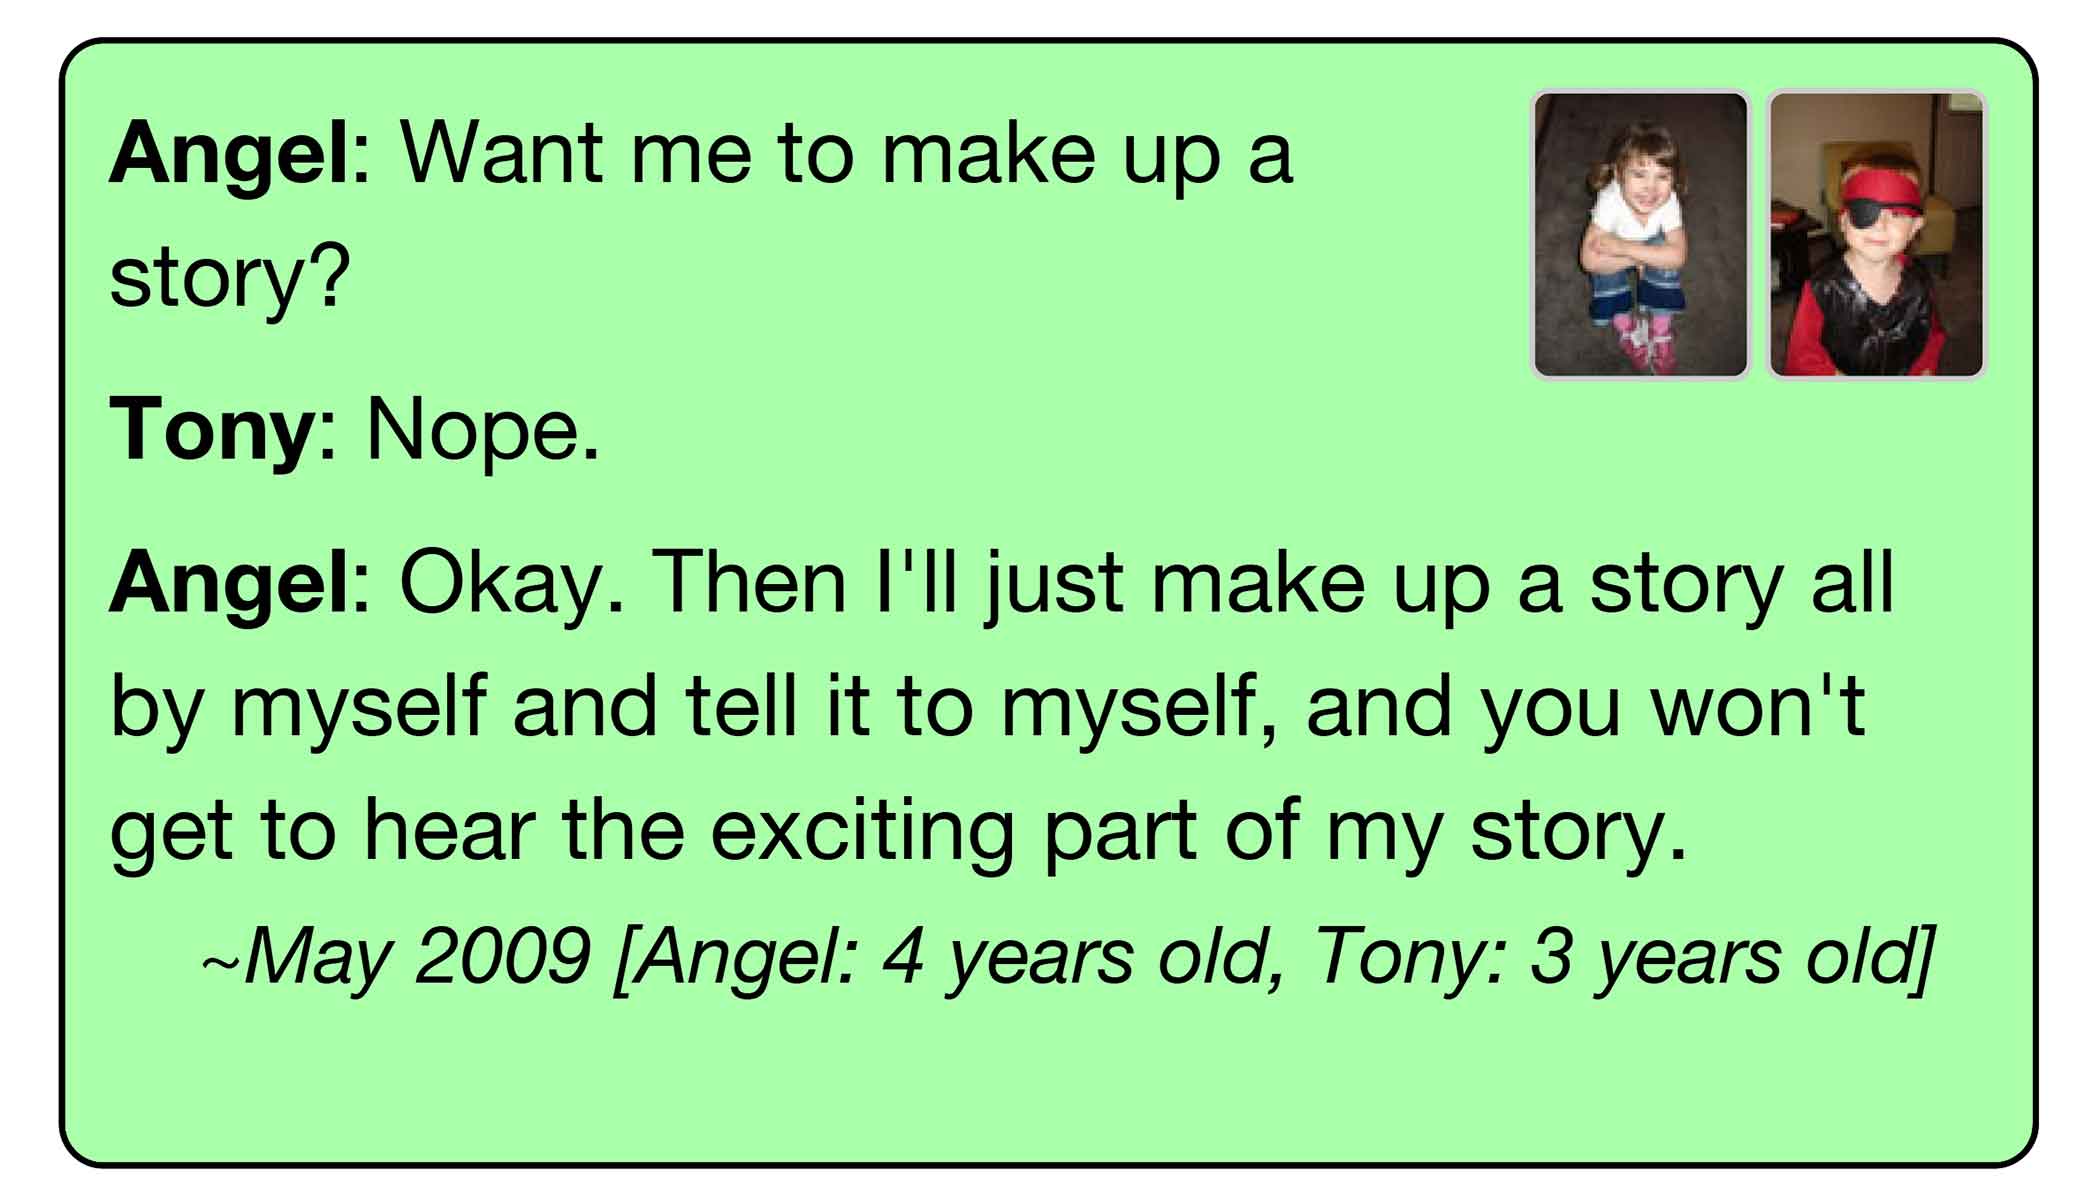 Angel: Want me to make up a
story?
Tony: Nope.
Angel: Okay. Then I'll just make up a story all
by myself and tell it to myself, and you won't
get to hear the exciting part of my story.
~May 2009 [Angel: 4 years old, Tony: 3 years old]